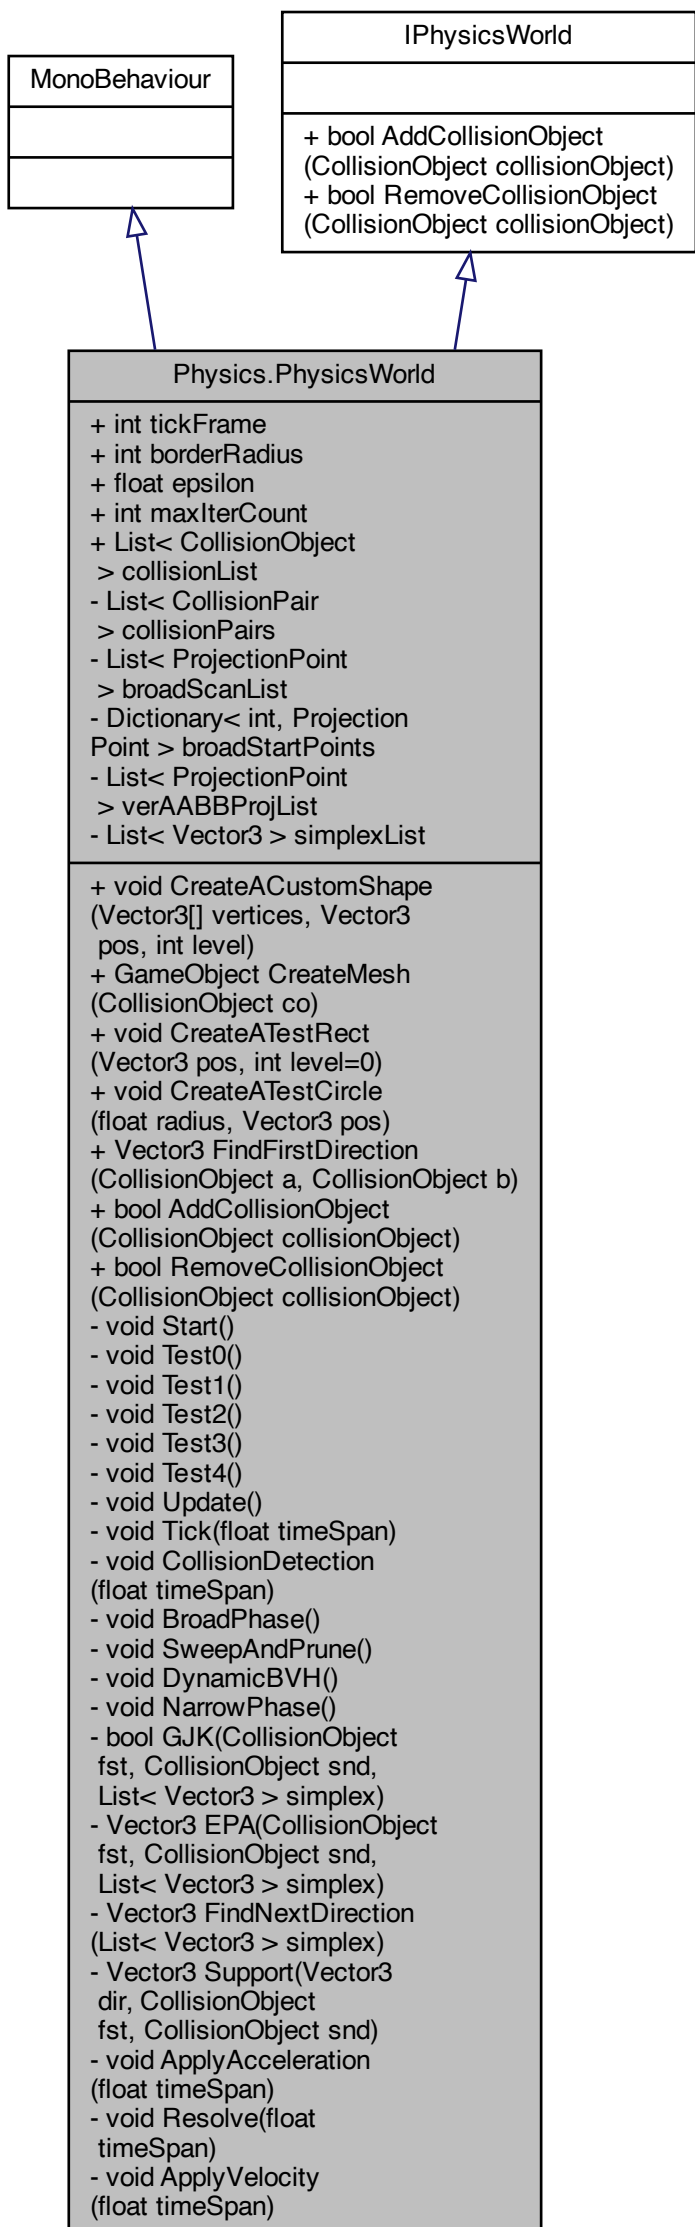 IPhysicsWorld
MonoBehaviour
+ bool AddCollisionObject
(CollisionObject collisionObject)
+ bool RemoveCollisionObject
(CollisionObject collisionObject)
Physics.PhysicsWorld
+ int tickFrame
+ int borderRadius
+ float epsilon
+ int maxIterCount
+ List< CollisionObject
> collisionList
- List< CollisionPair
> collisionPairs
- List< ProjectionPoint
> broadScanList
- Dictionary< int, Projection
Point > broadStartPoints
- List< ProjectionPoint
> verAABBProjList
- List< Vector3 > simplexList
+ void CreateACustomShape
(Vector3[] vertices, Vector3
pos, int level)
+ GameObject CreateMesh
(CollisionObject co)
+ void CreateATestRect
(Vector3 pos, int level=0)
+ void CreateATestCircle
(float radius, Vector3 pos)
+ Vector3 FindFirstDirection
(CollisionObject a, CollisionObject b)
+ bool AddCollisionObject
(CollisionObject collisionObject)
+ bool RemoveCollisionObject
(CollisionObject collisionObject)
- void Start()
- void Test0()
- void Test1()
- void Test2()
- void Test3()
- void Test4()
- void Update()
- void Tick(float timeSpan)
- void CollisionDetection
(float timeSpan)
- void BroadPhase()
- void SweepAndPrune()
- void DynamicBVH()
- void NarrowPhase()
- bool GJK(CollisionObject
fst, CollisionObject snd,
List< Vector3 > simplex)
- Vector3 EPA(CollisionObject
fst, CollisionObject snd,
List< Vector3 > simplex)
- Vector3 FindNextDirection
(List< Vector3 > simplex)
- Vector3 Support(Vector3
dir, CollisionObject
fst, CollisionObject snd)
- void ApplyAcceleration
(float timeSpan)
- void Resolve(float
timeSpan)
- void ApplyVelocity
(float timeSpan)